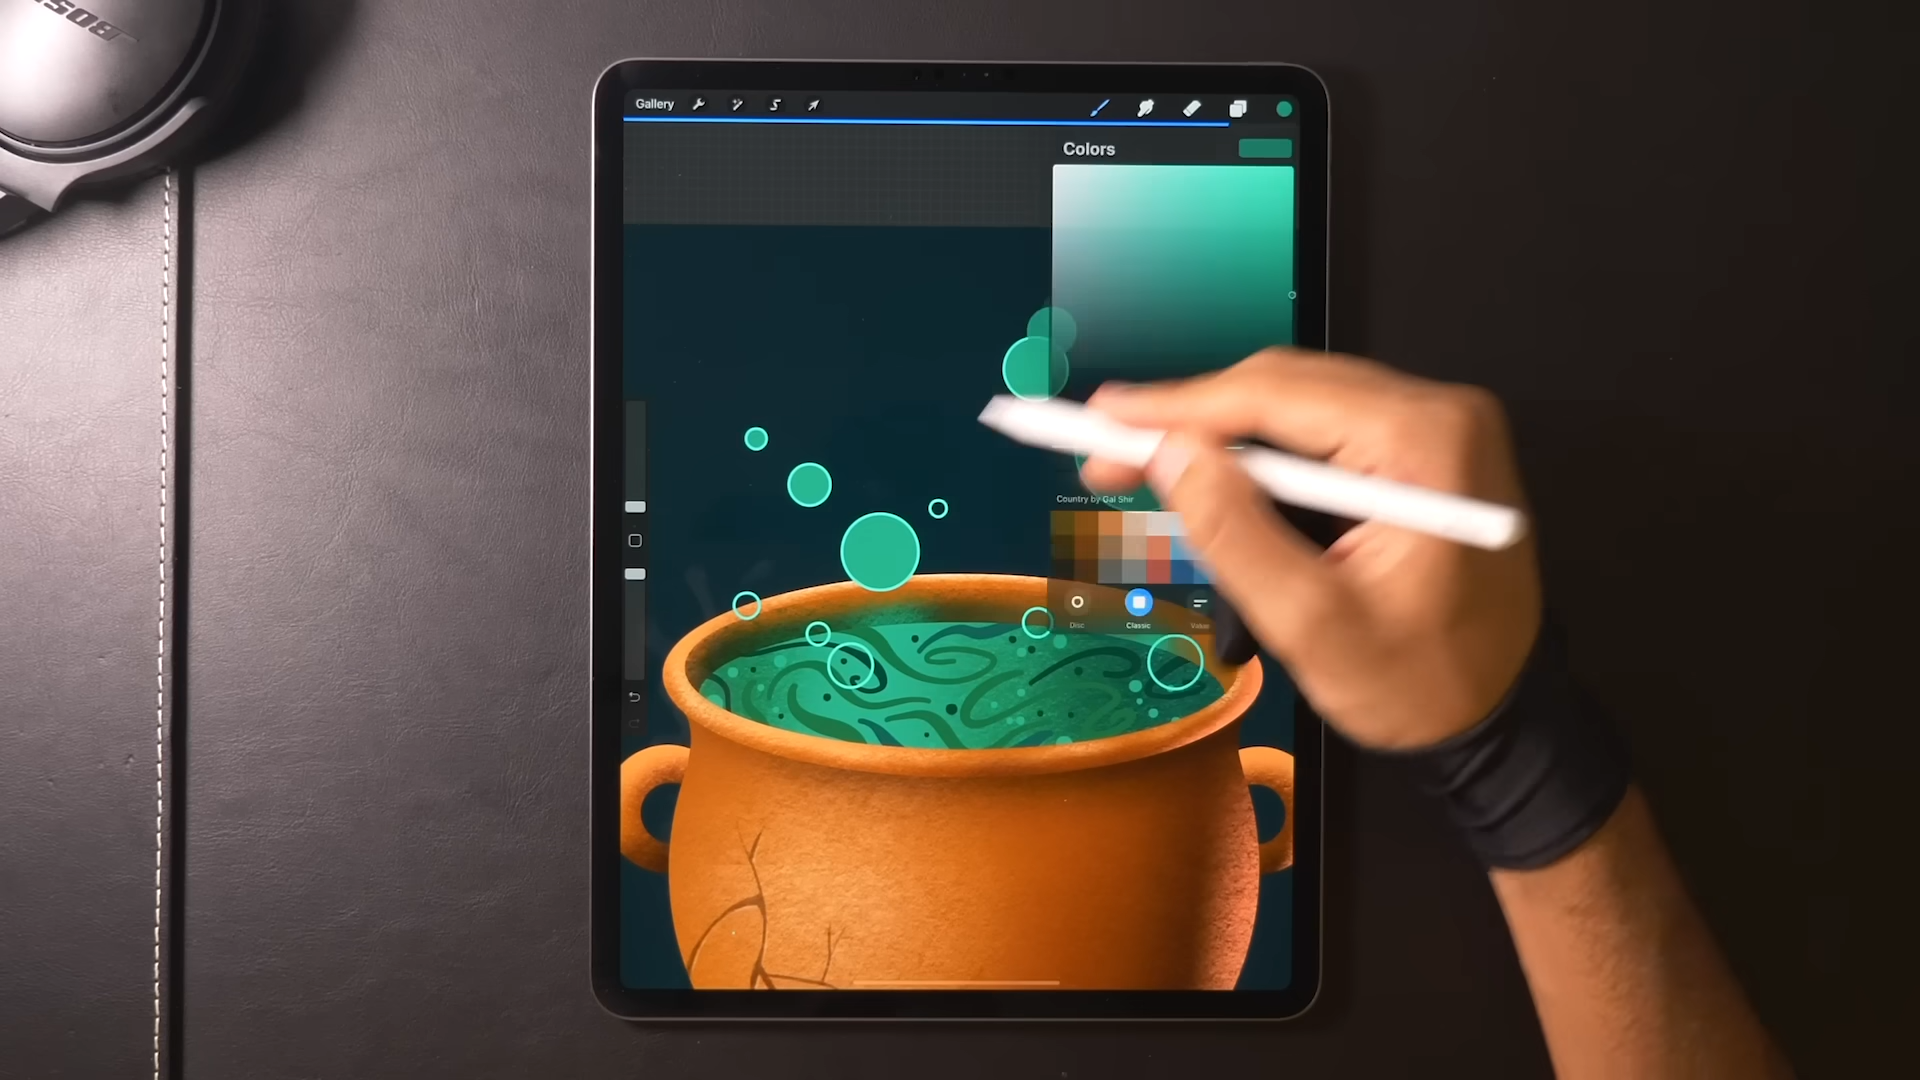 BOSE
Gallery
Colors
Country by Gal Shir
Disc
Classic
Value